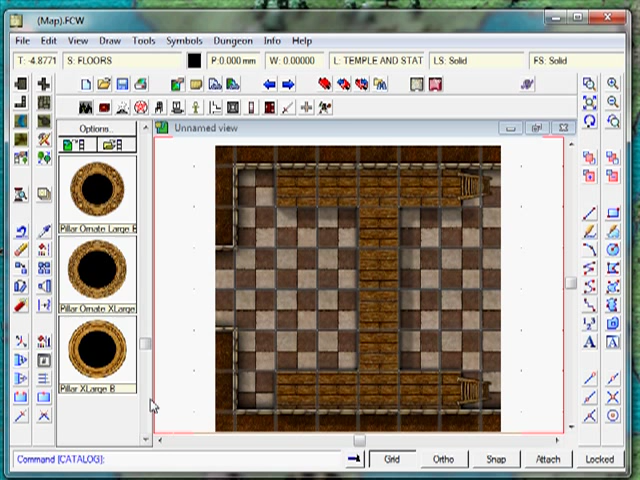 (Map).FCW
File Edit View Draw Tools Symbols Dungeon Info Help
T: -4.8771 S: FLOORS P:0.000 mm W: 0.00000 L: TEMPLE AND STAT LS: Solid FS: Solid
Options...
Unnamed view
Pillar Ornate Large B
Pillar Ornate XLarge
Pillar XLarge B
Command [CATALOG]: Grid Ortho Snap Attach Locked